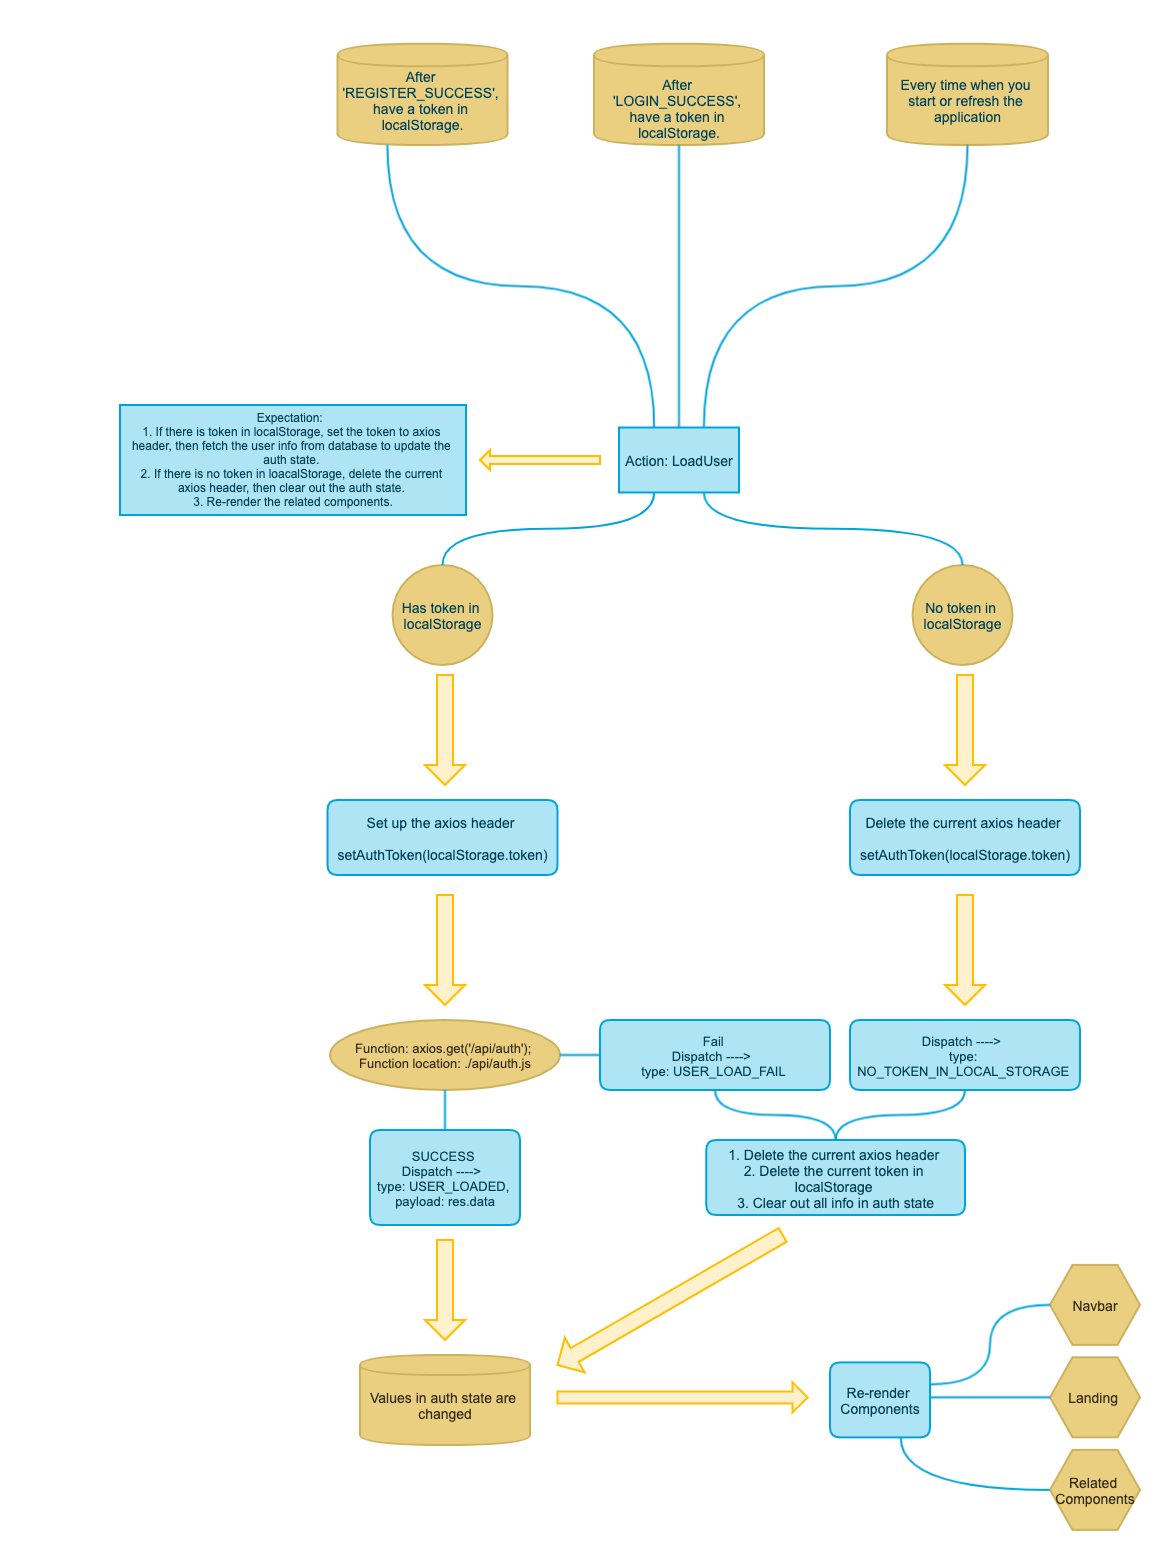 After
'REGISTER_SUCCESS',
have a token in
localStorage.
After
'LOGIN_SUCCESS',
have a token in
localStorage.
Every time when you
start or refresh the
application
Expectation:
1. If there is token in localStorage, set the token to axios
header, then fetch the user info from database to update the
auth state.
2. If there is no token in loacalStorage, delete the current
axios header, then clear out the auth state.
3. Re-render the related components.
Action: LoadUser
Has token in
localStorage
No token in
localStorage
Set up the axios header
setAuthToken(localStorage.token)
Delete the current axios header
setAuthToken(localStorage.token)
Function: axios.get('/api/auth');
Function location: ./api/auth.js
Fail
Dispatch ---->
type: USER_LOAD_FAIL
Dispatch ---->
type:
NO_TOKEN_IN_LOCAL_STORAGE
SUCCESS
Dispatch ---->
type: USER_LOADED,
payload: res.data
1. Delete the current axios header
2. Delete the current token in
localStorage
3. Clear out all info in auth state
Values in auth state are
changed
Re-render
Components
Navbar
Landing
Related
Components